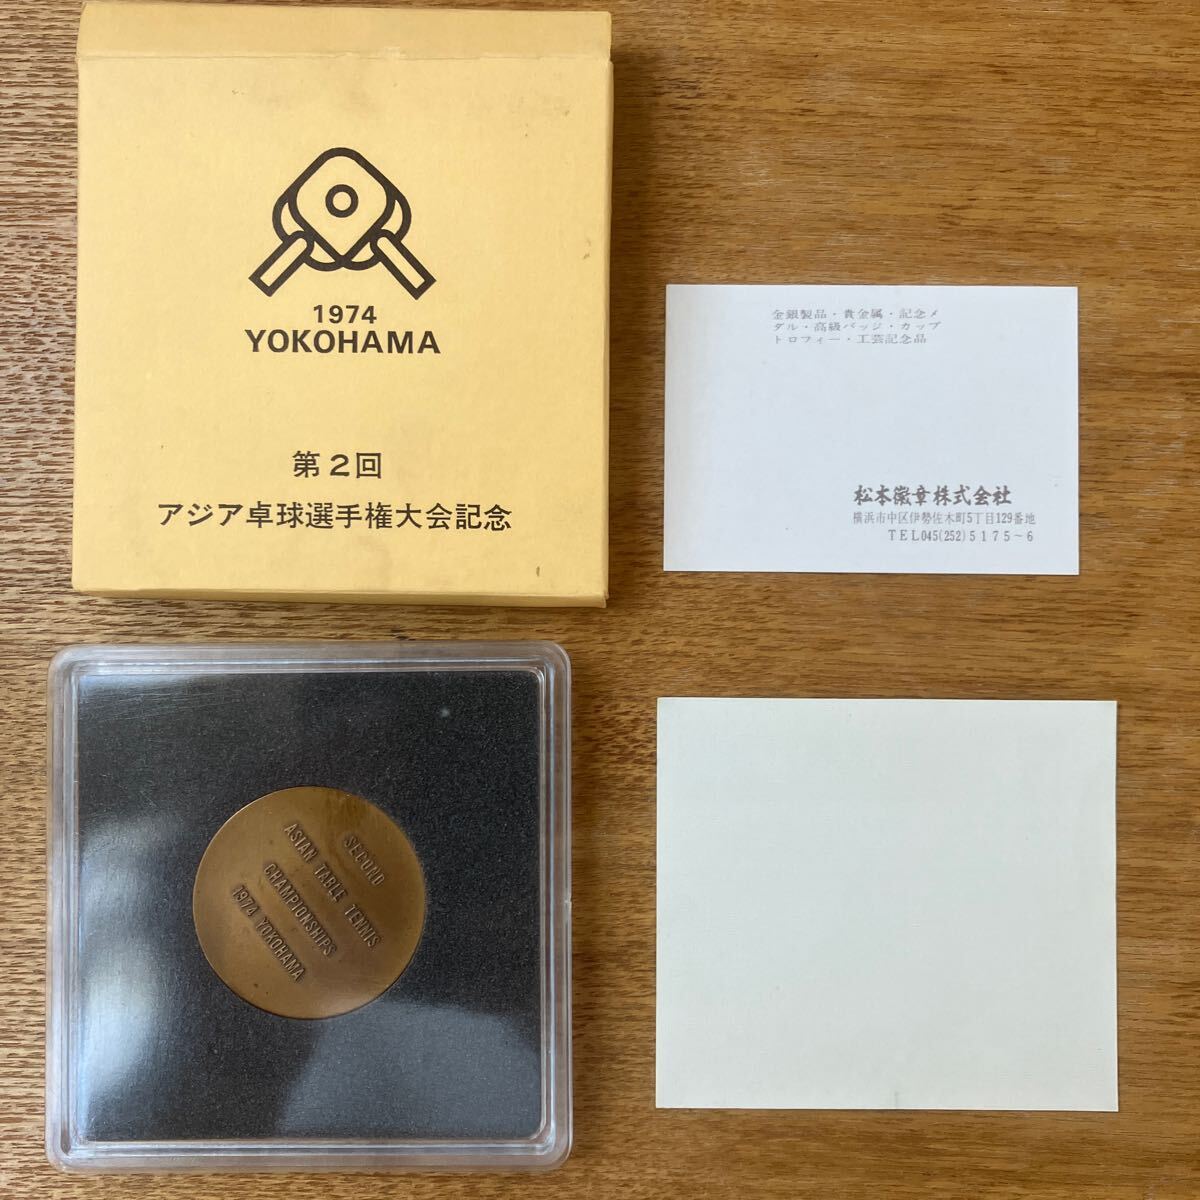 1974
YOKOHAMA
第2回
アジア卓球選手権大会記念
金銀製品・貴金属・記念メ
ダル・高級バッジ・カップ
トロフィー・工芸記念品
松本徽章株式会社
横浜市中区伊勢佐木町5丁目129番地
TEL045(252)5175~6
SECOND
ASIAN TABLE TENNIS
CHAMPIONSHIPS
1974 YOKOHAMA